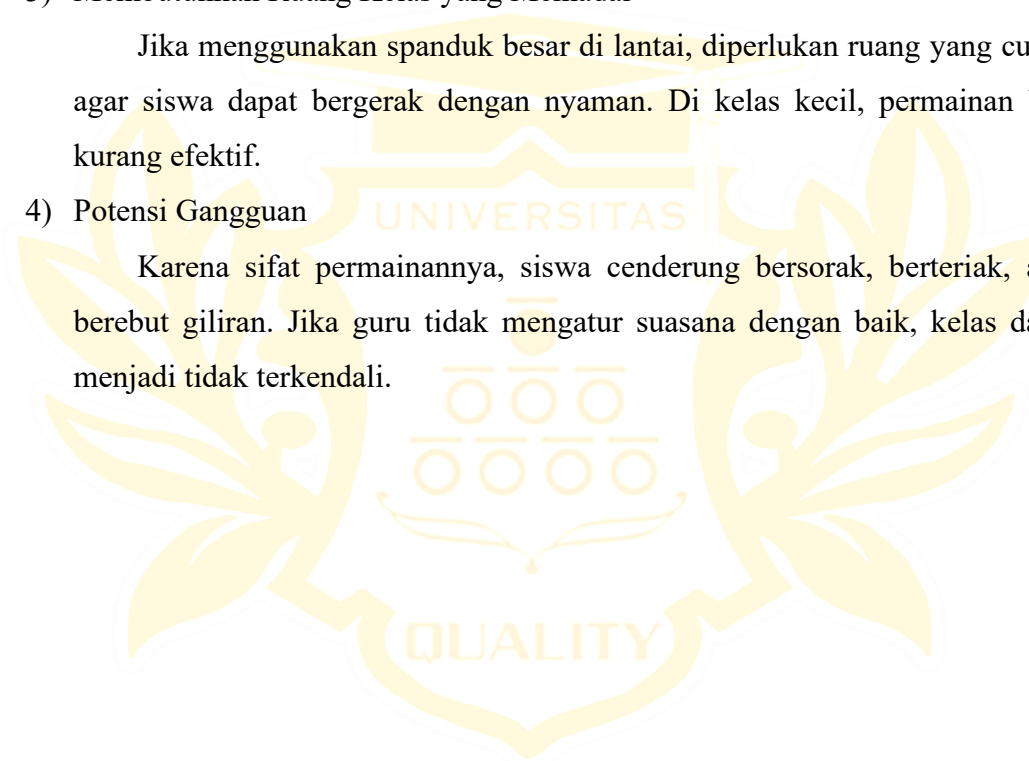 Jika menggunakan spanduk besar di lantai, diperlukan ruang yang cu
agar siswa dapat bergerak dengan nyaman. Di kelas kecil, permainan
kurang efektif.
4) Potensi Gangguan
UNIVERSITAS
Karena sifat permainannya, siswa cenderung bersorak, berteriak, a
berebut giliran. Jika guru tidak mengatur suasana dengan baik, kelas da
menjadi tidak terkendali.
QUALITY